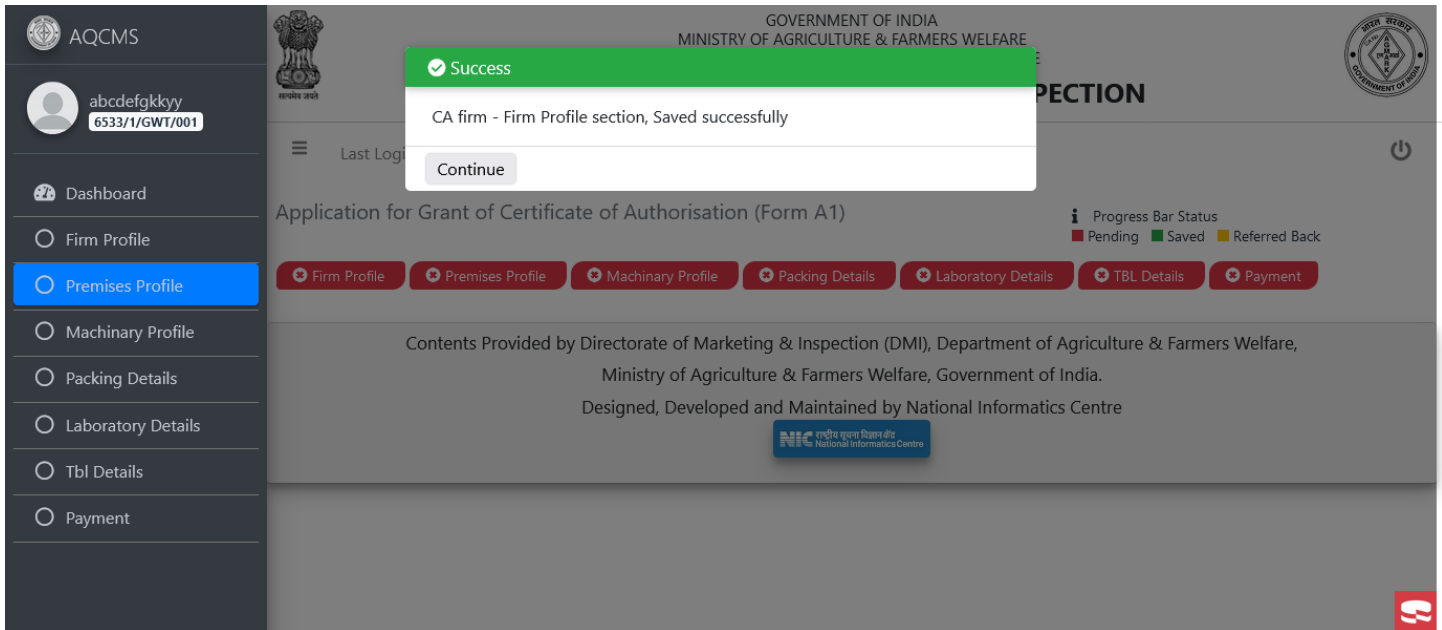 AQCMS
abcdefgkkyy
6533/1/GWT/001
Dashboard
Firm Profile
Premises Profile
Machinary Profile
Packing Details
Laboratory Details
Tbl Details
Payment
सत्यमेव जयते
GOVERNMENT OF INDIA
MINISTRY OF AGRICULTURE & FARMERS WELFARE
E
PECTION
Success
CA firm - Firm Profile section, Saved successfully
Continue
Last Logi
Application for Grant of Certificate of Authorisation (Form A1)
i Progress Bar Status
Pending Saved Referred Back
Firm Profile Premises Profile Machinary Profile Packing Details Laboratory Details TBL Details Payment
Contents Provided by Directorate of Marketing & Inspection (DMI), Department of Agriculture & Farmers Welfare,
Ministry of Agriculture & Farmers Welfare, Government of India.
Designed, Developed and Maintained by National Informatics Centre
NIC राष्ट्रीय सूचना विज्ञान केंद्र
National Informatics Centre